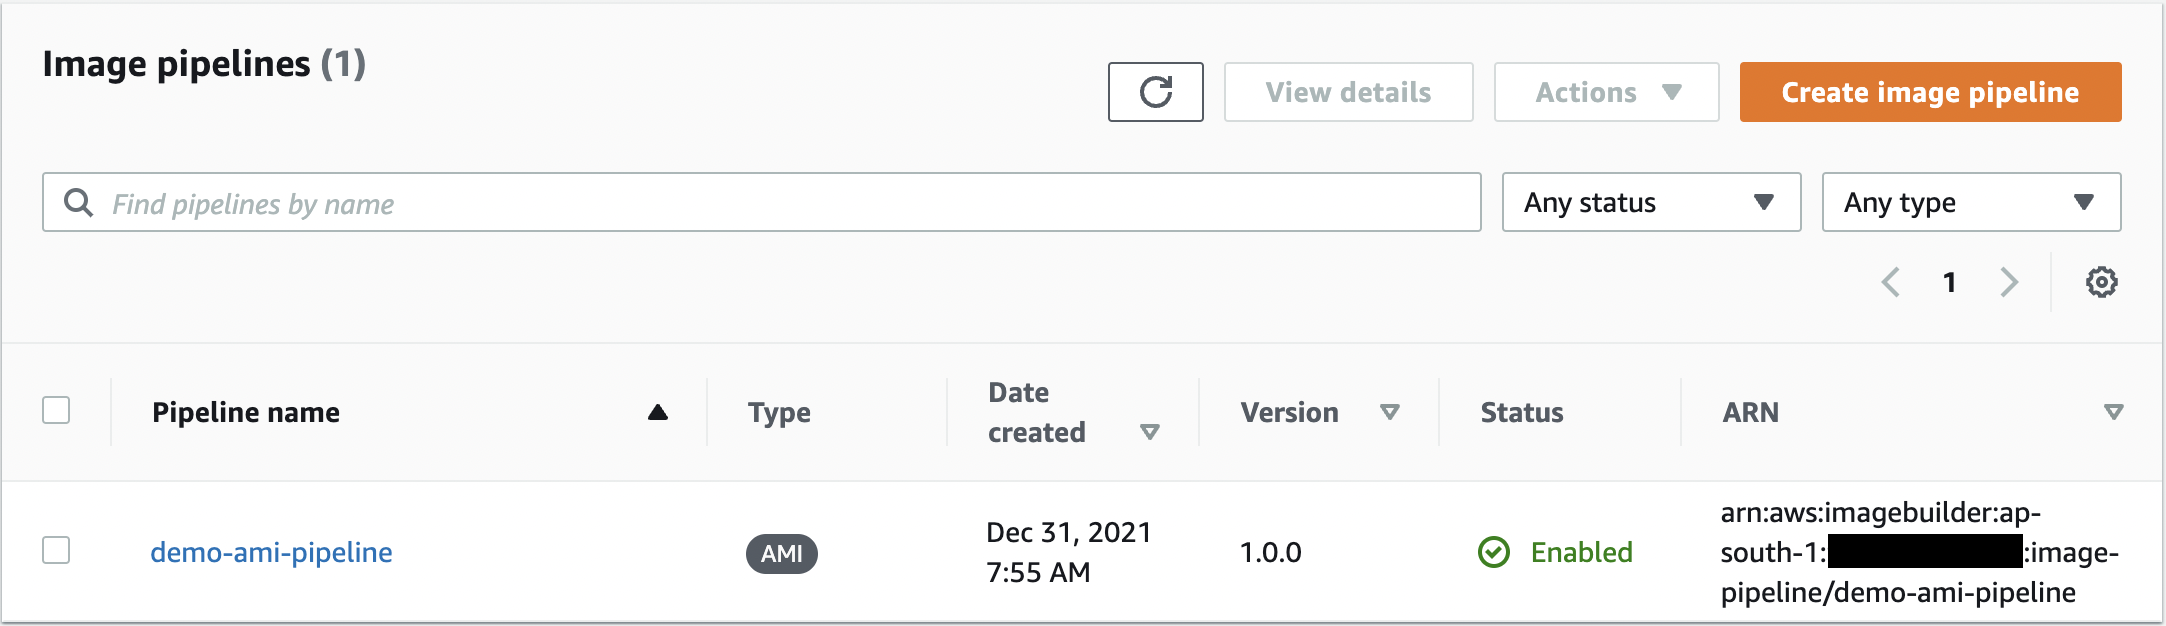 Image pipelines (1)
View details
Actions
Create image pipeline
Find pipelines by name
Any status
Any type
1
Pipeline name
Type
Date
created
Version
Status
ARN
demo-ami-pipeline
AMI
Dec 31, 2021
7:55 AM
1.0.0
Enabled
arn:aws:imagebuilder:ap-
south-1: :image-
pipeline/demo-ami-pipeline